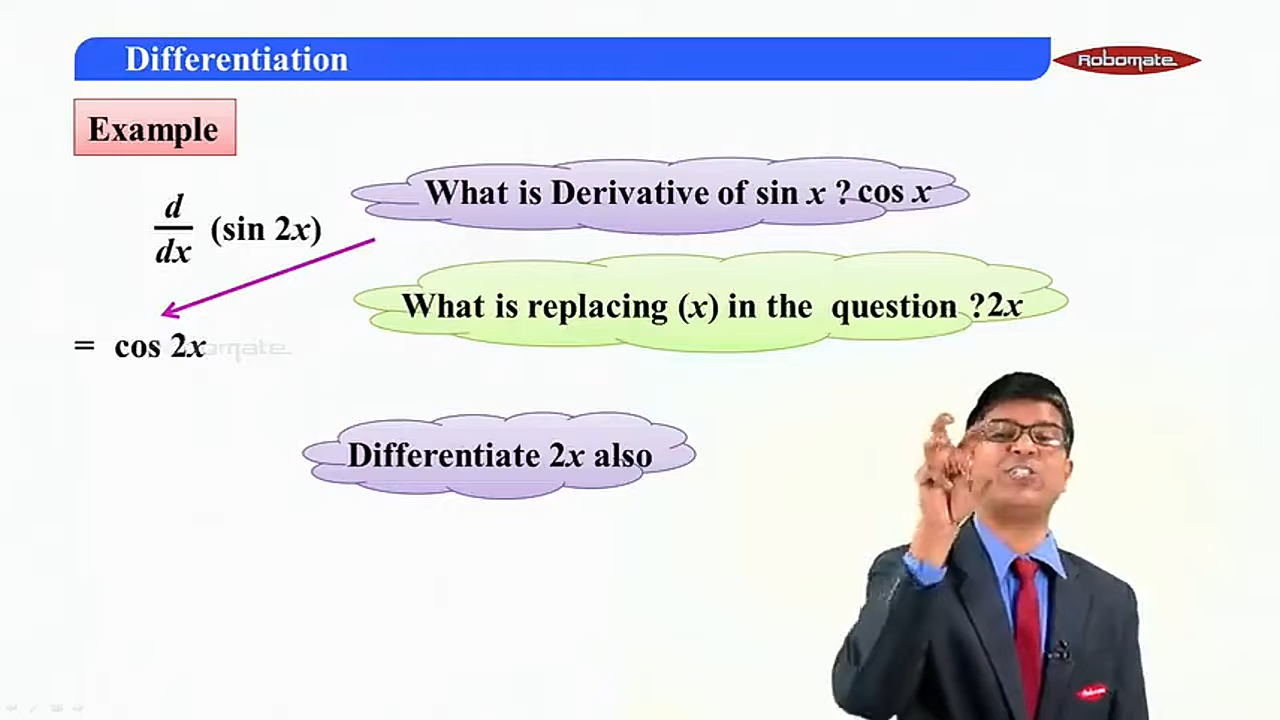 Differentiation
Robomate
Example
What is Derivative of sin x ? cos x
d
dx
(sin 2x)
What is replacing (x) in the question ?2x
= cos 2x
Differentiate 2x also